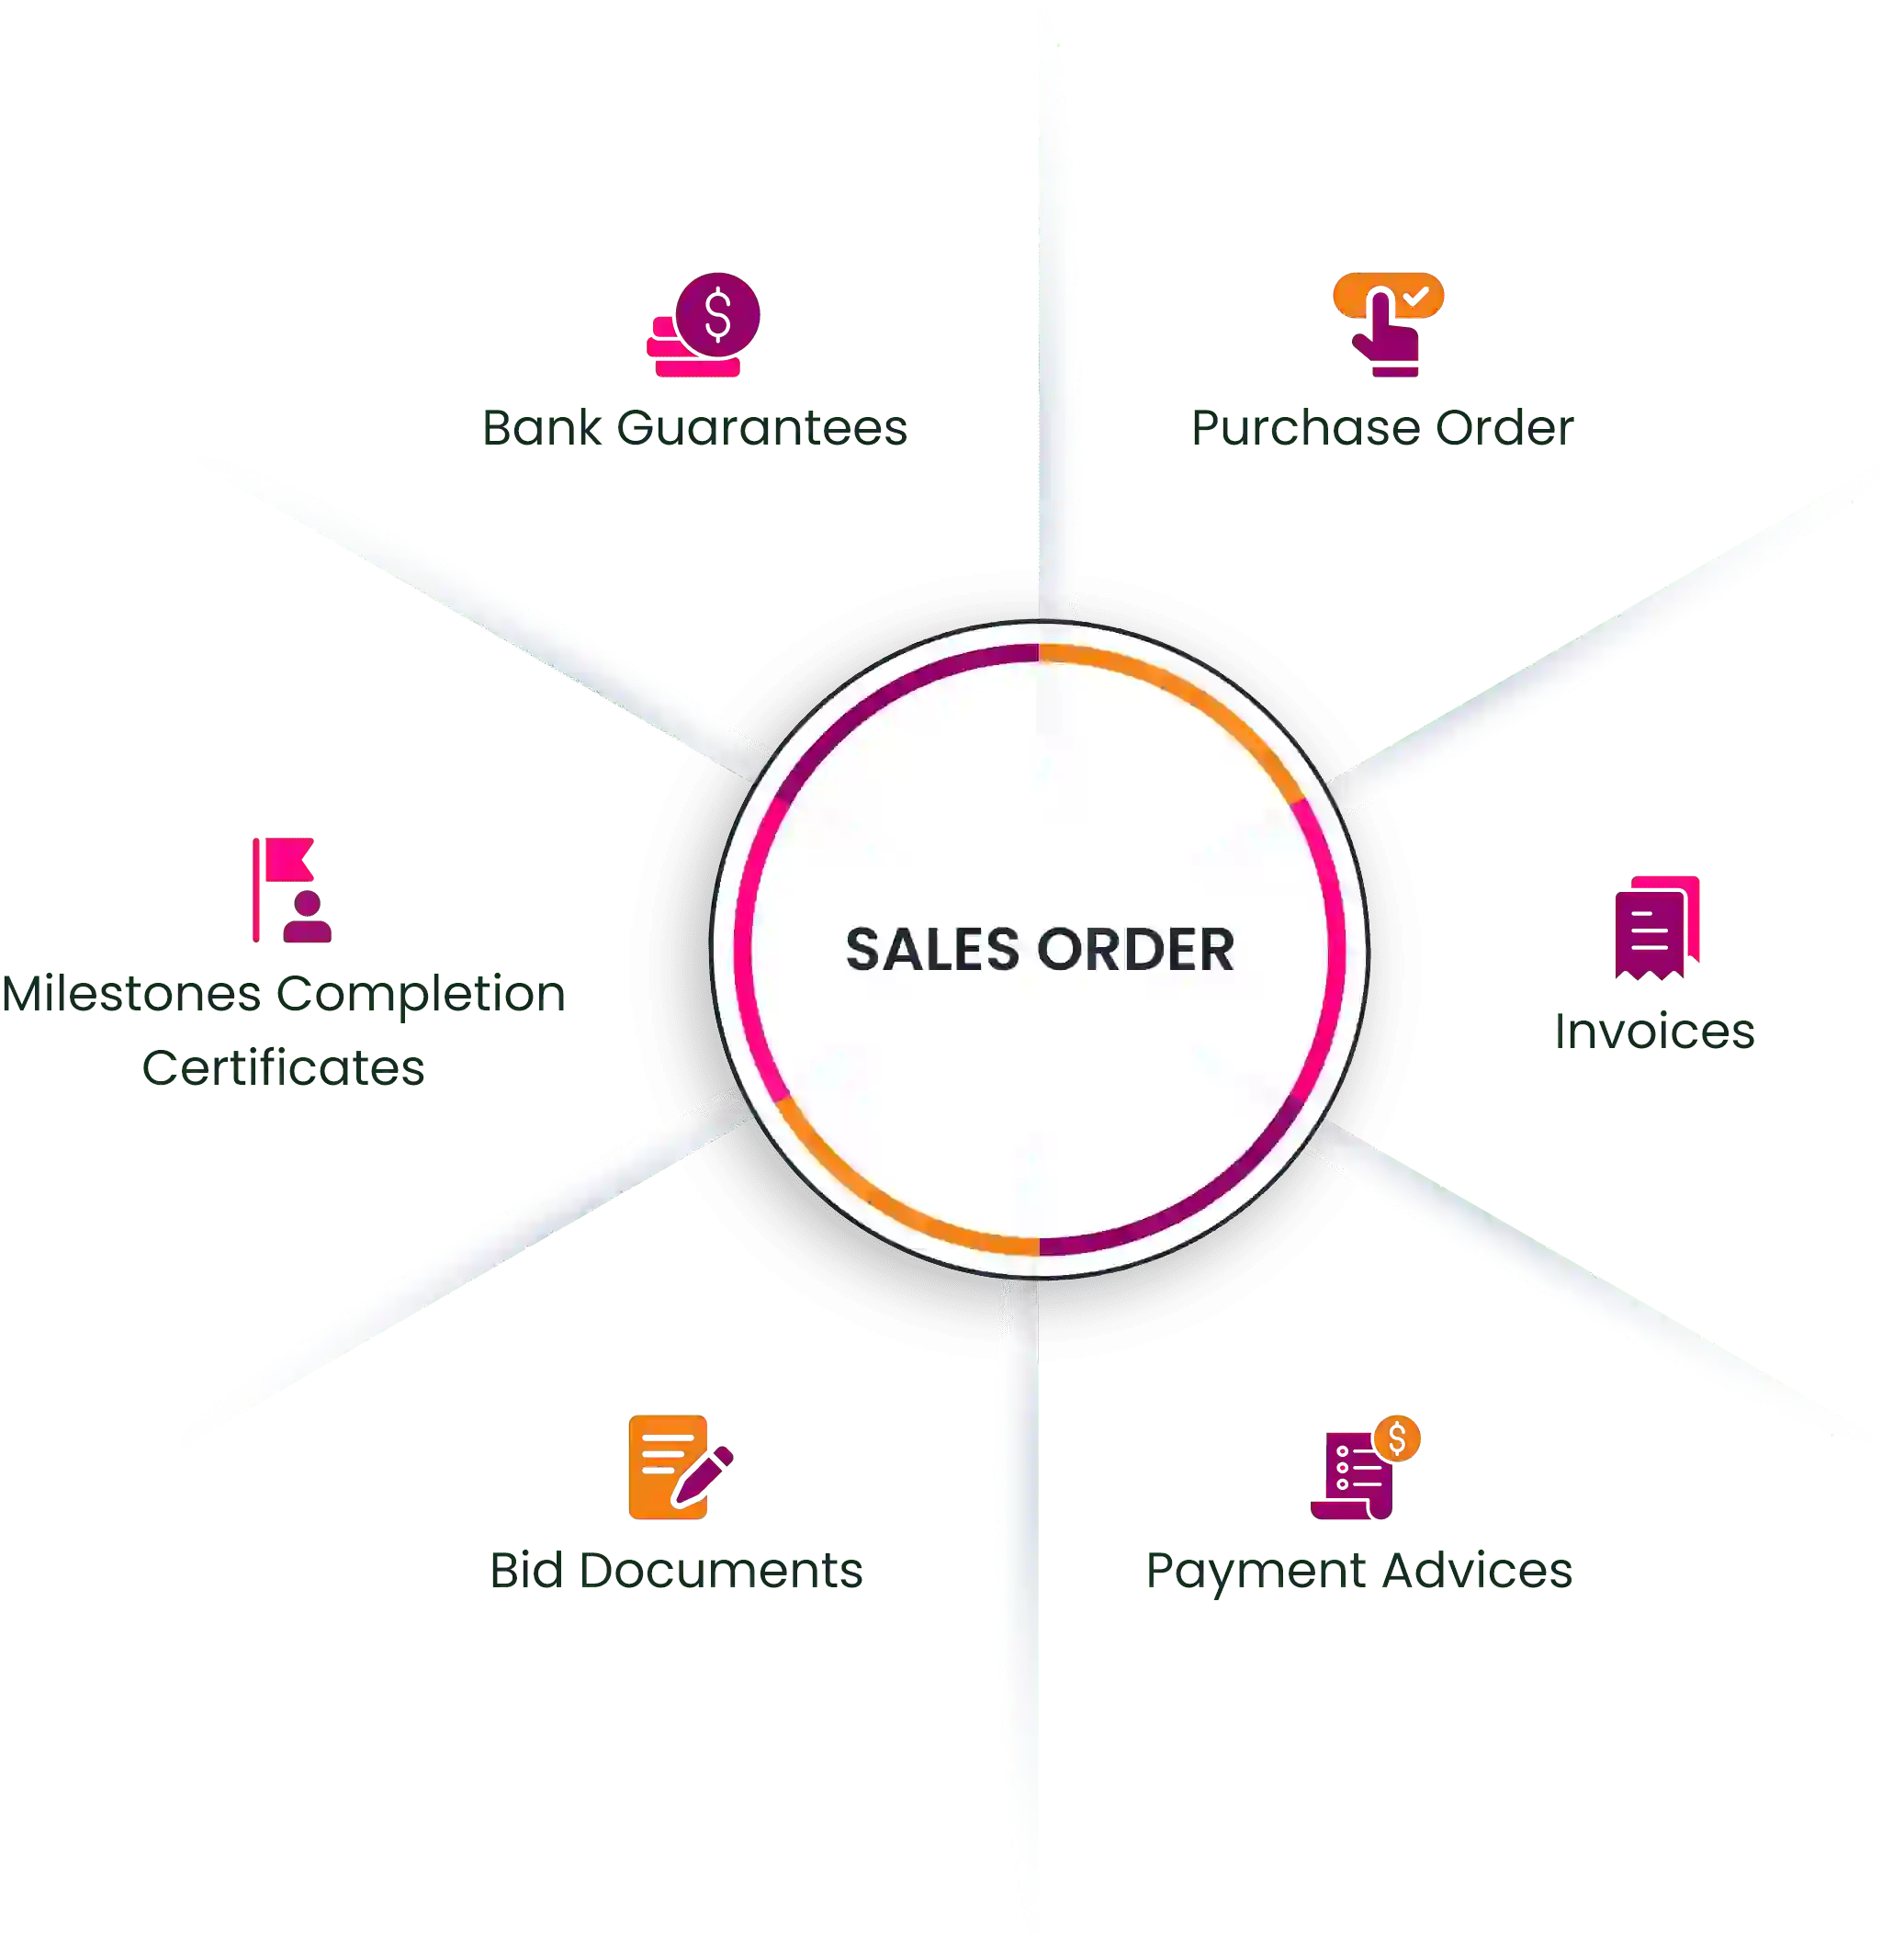 Bank Guarantees
Purchase Order
SALES ORDER
Milestones Completion
Certificates
Invoices
Bid Documents
Payment Advices